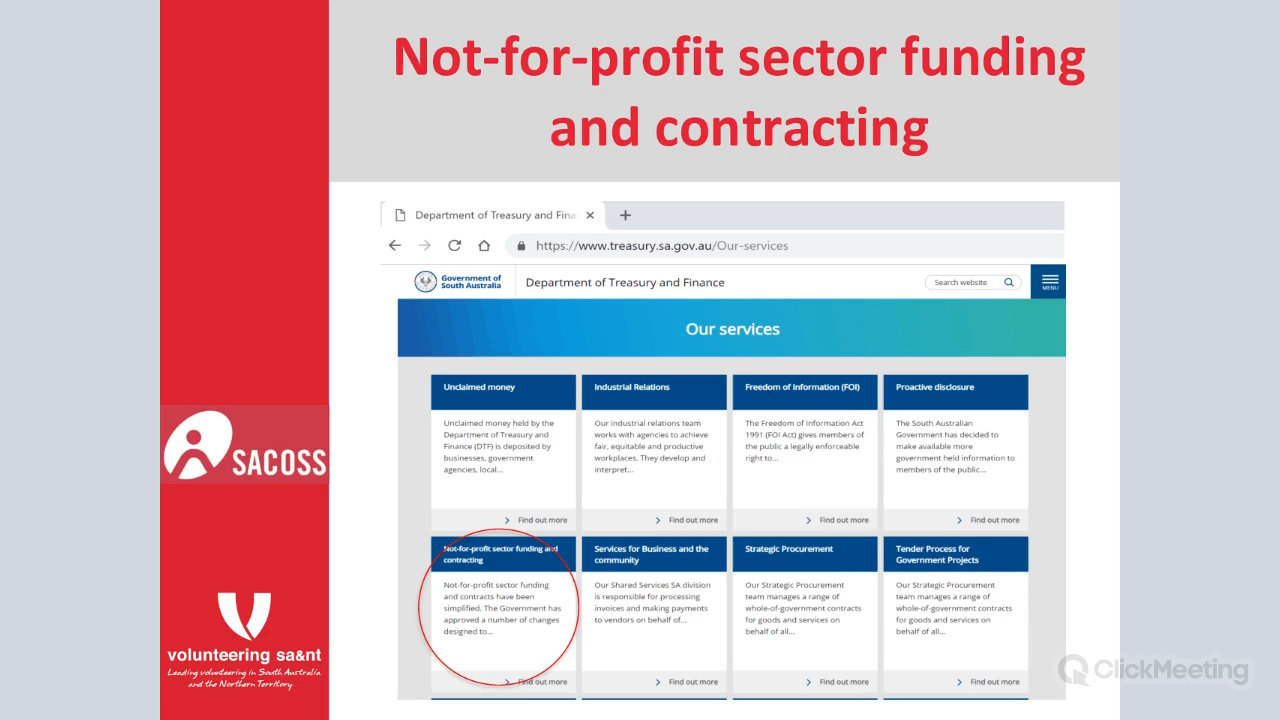 Not-for-profit sector funding
and contracting
Department of Treasury and Fina
https://www.treasury.sa.gov.au/Our-services
Government of
South Australia
Department of Treasury and Finance
Search website
MENU
Our services
Unclaimed money
Unclaimed money held by the
Department of Treasury and
Finance (DTF) is deposited by
businesses, government
agencies, local...
Find out more
Industrial Relations
Our industrial relations team
works with agencies to achieve
fair, equitable and productive
workplaces. They develop and
interpret...
Find out more
Freedom of Information (FOI)
The Freedom of Information Act
1991 (FOI Act) gives members of
the public a legally enforceable
right to...
Find out more
Proactive disclosure
The South Australian
Government has decided to
make available more
government held information to
members of the public...
Find out more
Not-for-profit sector funding and
contracting
Not-for-profit sector funding
and contracts have been
simplified. The Government has
approved a number of changes
designed to...
Find out more
Services for Business and the
community
Our Shared Services SA division
is responsible for processing
invoices and making payments
to vendors on behalf of...
Find out more
Strategic Procurement
Our Strategic Procurement
team manages a range of
whole-of-government contracts
for goods and services on
behalf of all...
Find out more
Tender Process for
Government Projects
Our Strategic Procurement
team manages a range of
whole-of-government contracts
for goods and services on
behalf of all...
Find out more
SACOSS
volunteering sa&nt
Leading volunteering in South Australia
and the Northern Territory
ClickMeeting